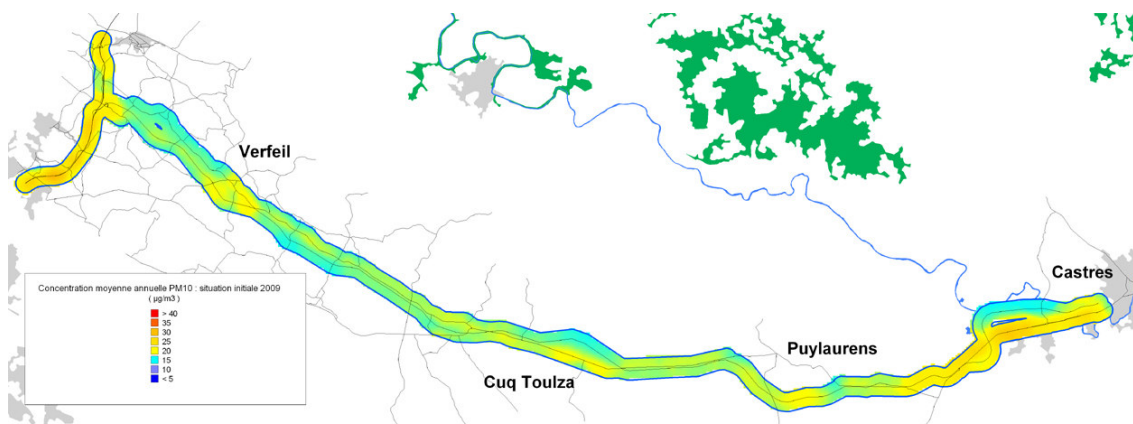 Verfeil
Castres
Concentration moyenne annuelle PM10 : situation initiale 2009
( µg/m3 )
> 40
35
30
25
20
15
10
< 5
Puylaurens
Cuq Toulza